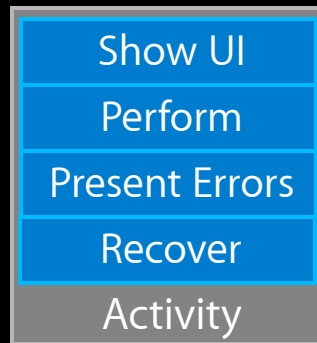 Show UI
Perform
Present Errors
Recover
Activity